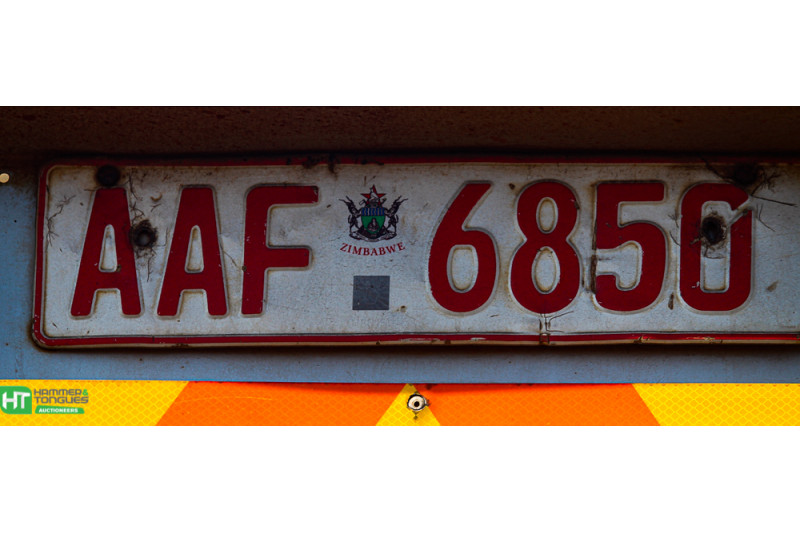 AAF 6850
ZIMBABWE
HT HAMMER & TONGUES
AUCTIONEERS